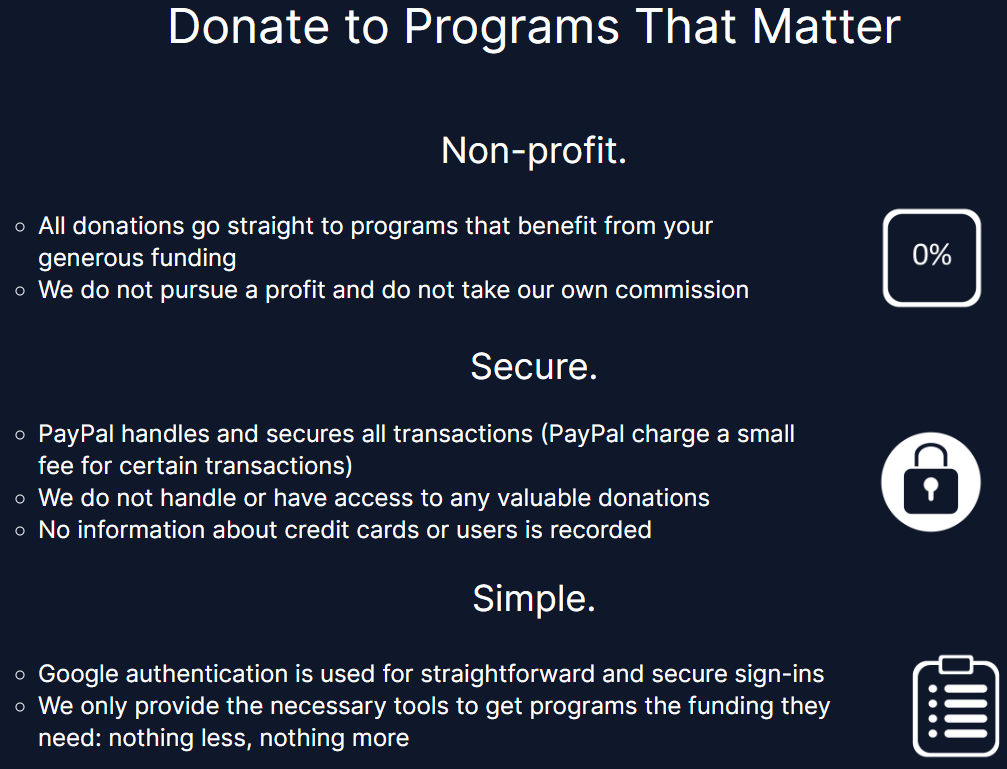 Donate to Programs That Matter
Non-profit.
All donations go straight to programs that benefit from your
generous funding
We do not pursue a profit and do not take our own commission
0%
Secure.
PayPal handles and secures all transactions (PayPal charge a small
fee for certain transactions)
We do not handle or have access to any valuable donations
No information about credit cards or users is recorded
Simple.
Google authentication is used for straightforward and secure sign-ins
We only provide the necessary tools to get programs the funding they
need: nothing less, nothing more